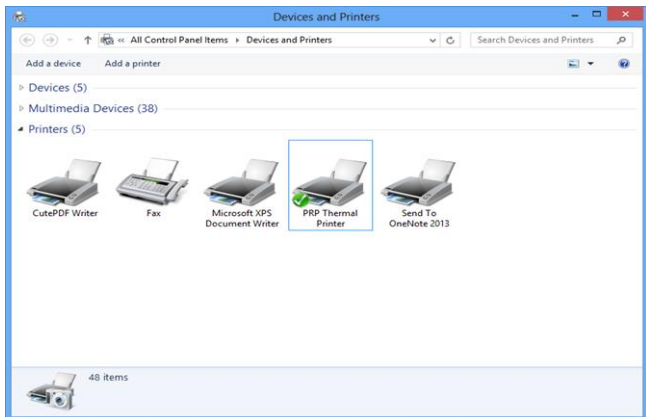 Devices and Printers
« All Control Panel Items Devices and Printers
Search Devices and Printers
Add a device Add a printer
Devices (5)
Multimedia Devices (38)
Printers (5)
CutePDF Writer
Fax
Microsoft XPS
Document Writer
PRP Thermal
Printer
Send To
OneNote 2013
48 items